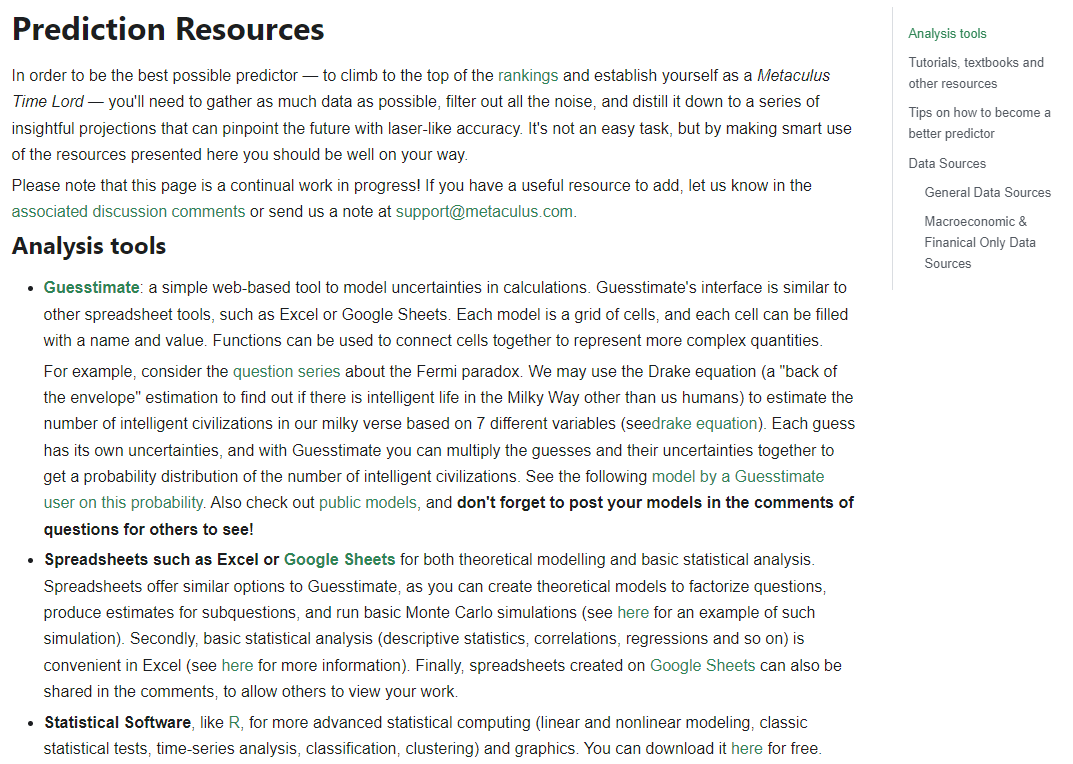 Prediction Resources
In order to be the best possible predictor — to climb to the top of the rankings and establish yourself as a Metaculus
Time Lord — you'll need to gather as much data as possible, filter out all the noise, and distill it down to a series of
insightful projections that can pinpoint the future with laser-like accuracy. It's not an easy task, but by making smart use
of the resources presented here you should be well on your way.
Please note that this page is a continual work in progress! If you have a useful resource to add, let us know in the
associated discussion comments or send us a note at support@metaculus.com.
Analysis tools
• Guesstimate: a simple web-based tool to model uncertainties in calculations. Guesstimate's interface is similar to
other spreadsheet tools, such as Excel or Google Sheets. Each model is a grid of cells, and each cell can be filled
with a name and value. Functions can be used to connect cells together to represent more complex quantities.
For example, consider the question series about the Fermi paradox. We may use the Drake equation (a "back of
the envelope" estimation to find out if there is intelligent life in the Milky Way other than us humans) to estimate the
number of intelligent civilizations in our milky verse based on 7 different variables (seedrake equation). Each guess
has its own uncertainties, and with Guesstimate you can multiply the guesses and their uncertainties together to
get a probability distribution of the number of intelligent civilizations. See the following model by a Guesstimate
user on this probability. Also check out public models, and don't forget to post your models in the comments of
questions for others to see!
• Spreadsheets such as Excel or Google Sheets for both theoretical modelling and basic statistical analysis.
Spreadsheets offer similar options to Guesstimate, as you can create theoretical models to factorize questions,
produce estimates for subquestions, and run basic Monte Carlo simulations (see here for an example of such
simulation). Secondly, basic statistical analysis (descriptive statistics, correlations, regressions and so on) is
convenient in Excel (see here for more information). Finally, spreadsheets created on Google Sheets can also be
shared in the comments, to allow others to view your work.
• Statistical Software, like R, for more advanced statistical computing (linear and nonlinear modeling, classic
statistical tests, time-series analysis, classification, clustering) and graphics. You can download it here for free.
Analysis tools
Tutorials, textbooks and
other resources
Tips on how to become a
better predictor
Data Sources
General Data Sources
Macroeconomic &
Finanical Only Data
Sources